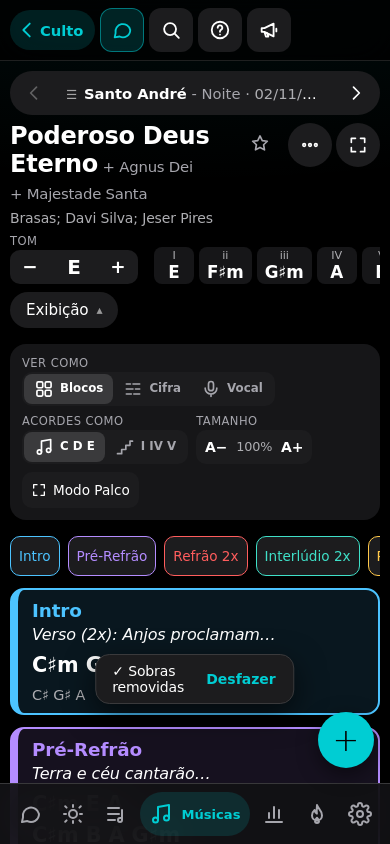 Culto
Santo André - Noite · 02/11/...
Poderoso Deus
Eterno + Agnus Dei
+ Majestade Santa
Brasas; Davi Silva; Jeser Pires
TOM
− E +
I ii iii IV
E F♯m G♯m A
Exibição ▴
VER COMO
Blocos Cifra Vocal
ACORDES COMO TAMANHO
C D E I IV V A− 100% A+
Modo Palco
Intro Pré-Refrão Refrão 2x Interlúdio 2x
Intro
Verso (2x): Anjos proclamam...
C♯m
C♯ G♯ A
✓ Sobras
removidas
Desfazer
Pré-Refrão
Terra e céu cantarão...
Músicas